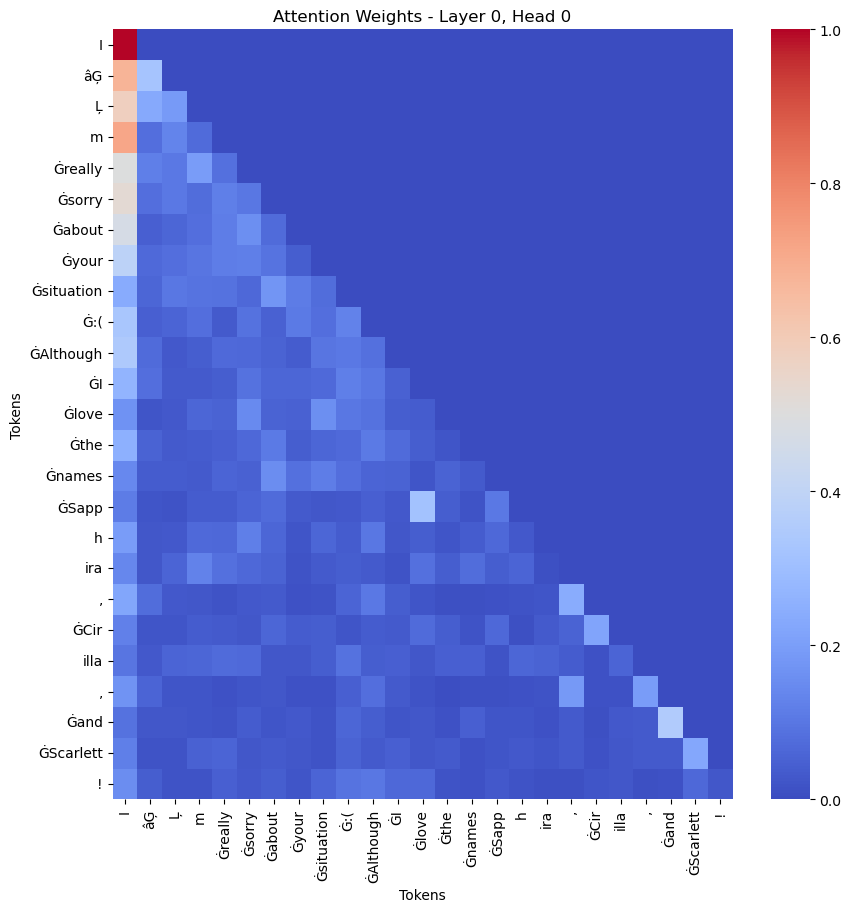 Attention Weights - Layer 0, Head 0
I
âĢ
Ļ
m
Ġreally
Ġsorry
Ġabout
Ġyour
Ġsituation
Ġ:(
ĠAlthough
ĠI
Ġlove
Ġthe
Ġnames
ĠSapp
h
ira
,
ĠCir
illa
,
Ġand
ĠScarlett
!
Tokens
I
âĢ
Ļ
m
Ġreally
Ġsorry
Ġabout
Ġyour
Ġsituation
Ġ:(
ĠAlthough
ĠI
Ġlove
Ġthe
Ġnames
ĠSapp
h
ira
,
ĠCir
illa
,
Ġand
ĠScarlett
!
Tokens
1.0
0.8
0.6
0.4
0.2
0.0